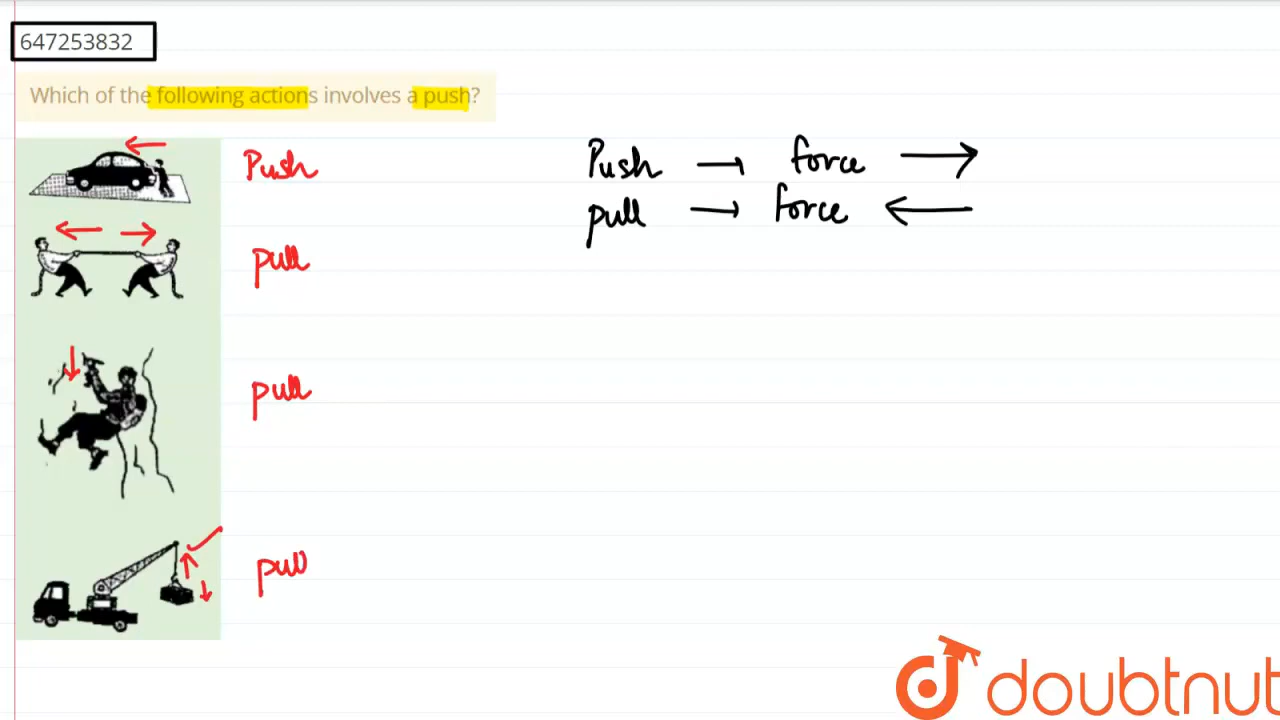 647253832
Which of the following actions involves a push?
Push
Push → force →
pull → force ←
pull
pull
pull
doubtnut